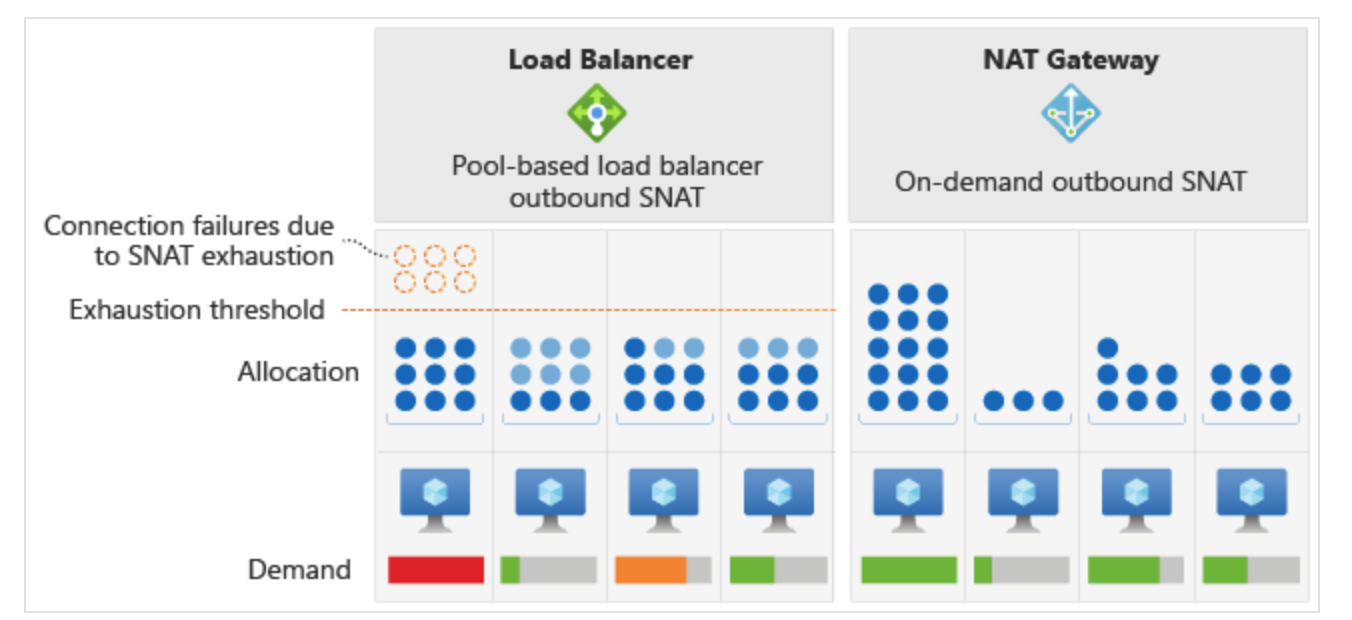 Load Balancer
Pool-based load balancer
outbound SNAT
NAT Gateway
On-demand outbound SNAT
Connection failures due
to SNAT exhaustion
Exhaustion threshold
Allocation
Demand